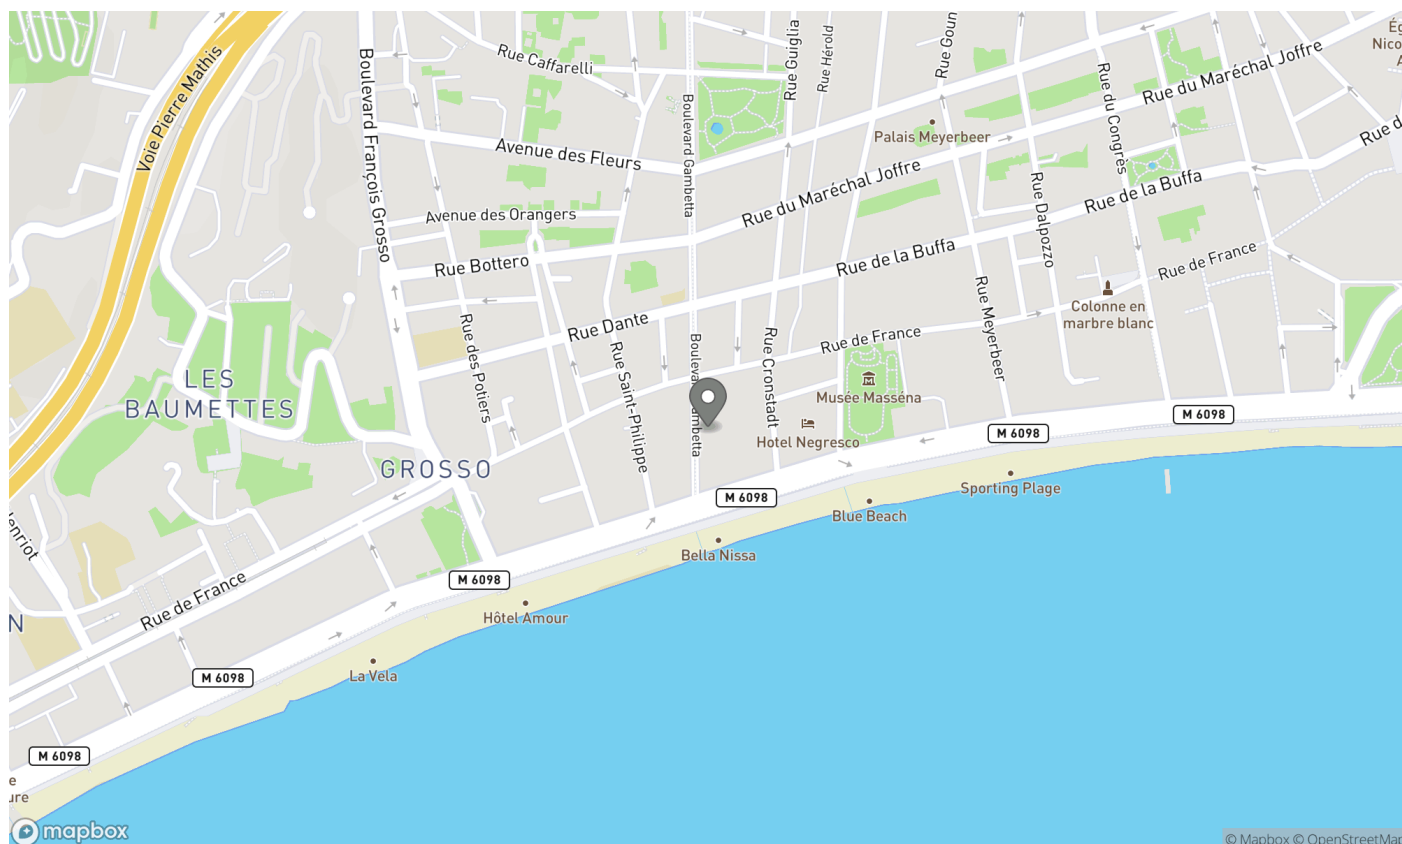 Voie Pierre Mathis
Boulevard François Grosso
Rue Caffarelli
Rue Guiglia
Rue Hérold
Rue Goun
Rue du Congrès
Rue du Maréchal Joffre
Ég
Nico
A
Rue d
Boulevard Gambetta
Palais Meyerbeer
Avenue des Fleurs
Rue du Maréchal Joffre
Rue Dalpozzo
Rue de la Buffa
Avenue des Orangers
Rue Bottero
Rue de la Buffa
Rue de France
Rue Meyerbeer
Colonne en
marbre blanc
Rue des Potiers
Rue Dante
Rue Saint-Philippe
Rue Cronstadt
Rue de France
LES
BAUMETTES
Musée Masséna
M 6098
Hotel Negresco
M 6098
GROSSO
Sporting Plage
M 6098
Blue Beach
Bella Nissa
Henriot
M 6098
Rue de France
Hôtel Amour
N
La Vela
M 6098
M 6098
e
ure
mapbox
© Mapbox © OpenStreetMap